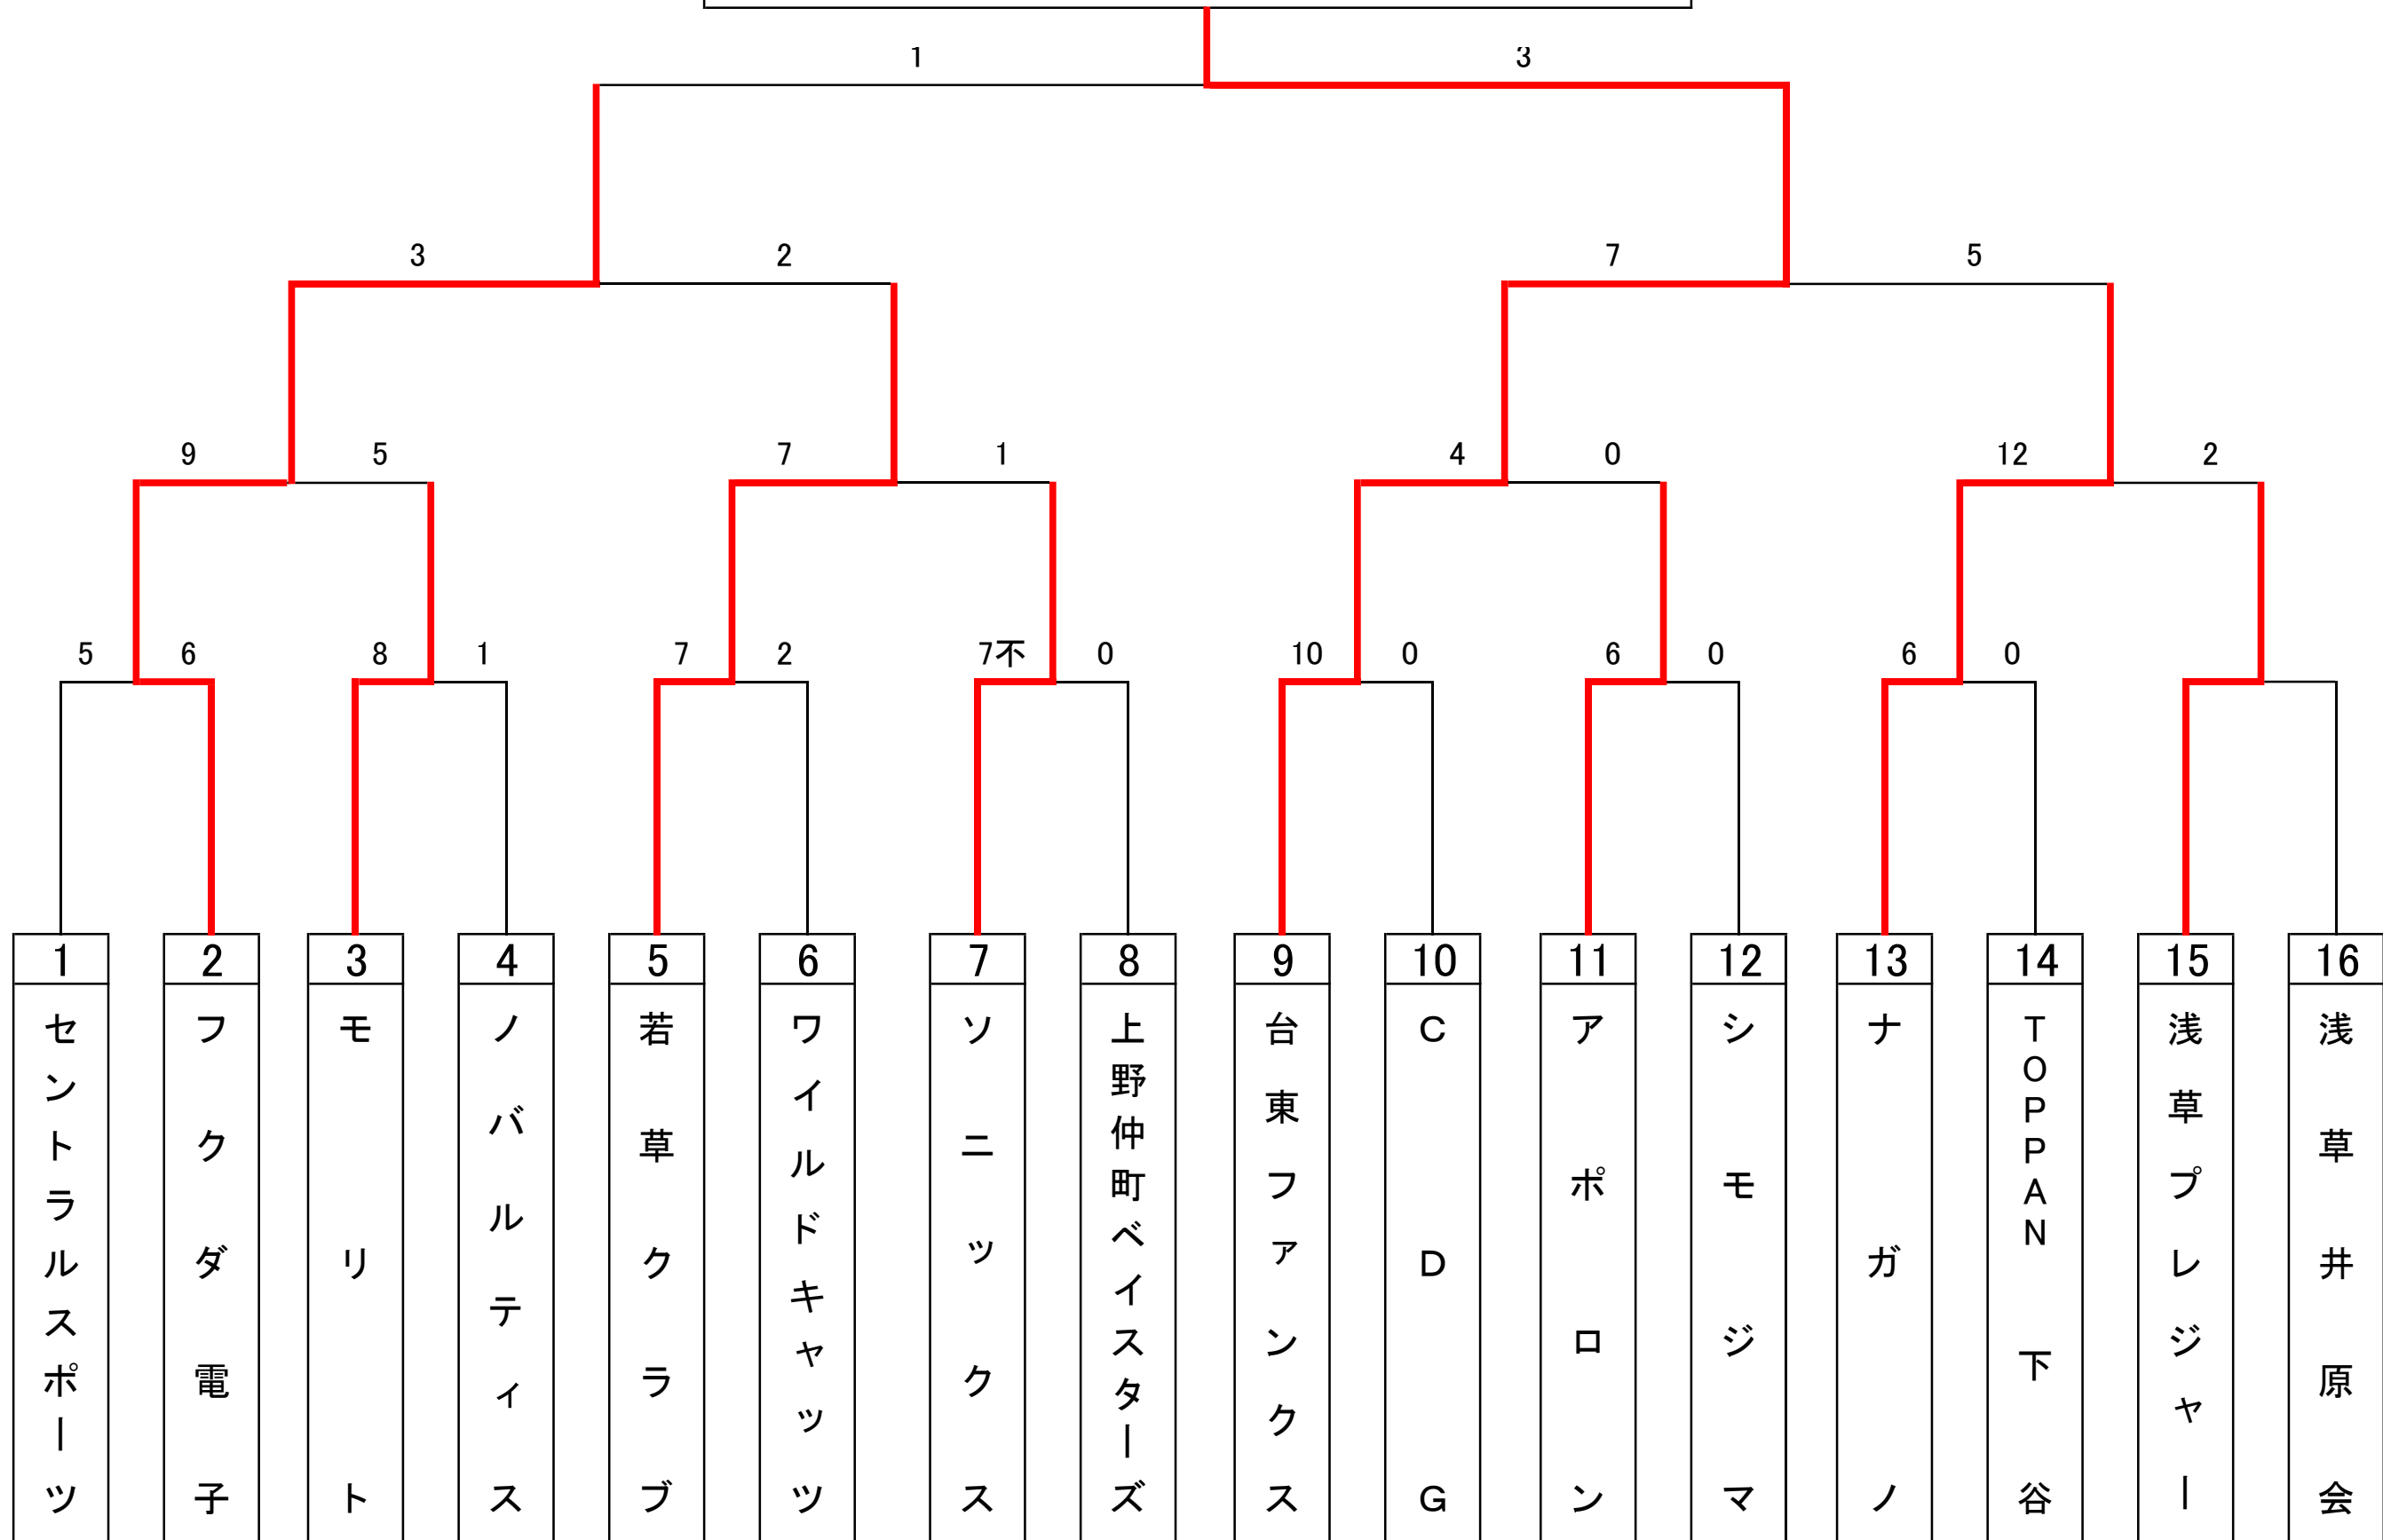 1 3
3 2 7 5
9 5 7 1 4 0 12 2
5 6 8 1 7 2 7不 0 10 0 6 0 6 0
1 2 3 4 5 6 7 8 9 10 11 12 13 14 15 16
セントラルスポーツ
フクダ電子
モリト
ノバルティス
若草クラブ
ワイルドキャッツ
ソニックス
上野仲町ベイスターズ
台東ファンクス
CDG
アポロン
シモジマ
ナガノ
TOPPAN下谷
浅草プレジャー
浅草井原会